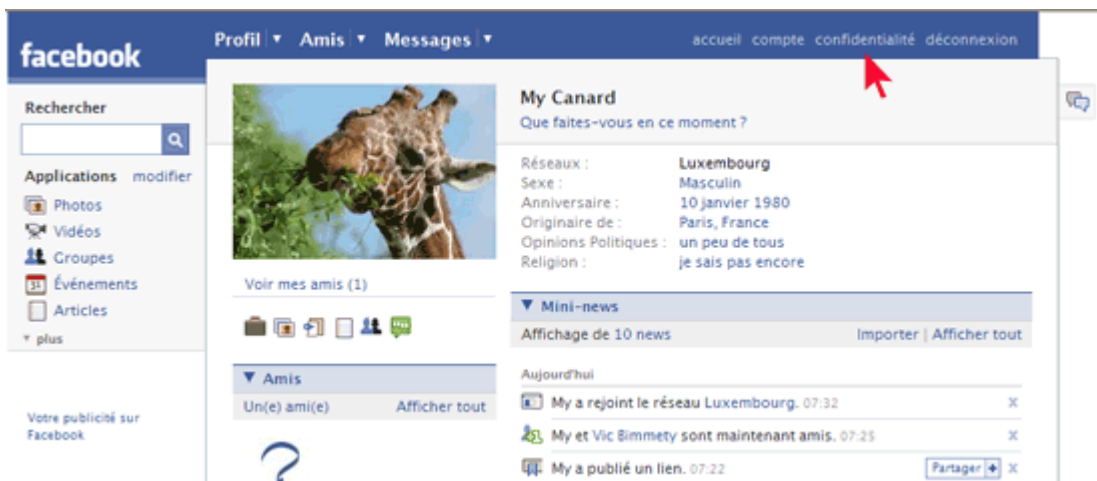 facebook
Profil Amis Messages
accueil compte confidentialité déconnexion
Rechercher
Applications modifier
Photos
Vidéos
Groupes
31 Événements
Articles
plus
Votre publicité sur
Facebook
Voir mes amis (1)
Amis
Un(e) ami(e) Afficher tout
?
My Canard
Que faites-vous en ce moment ?
Réseaux : Luxembourg
Sexe : Masculin
Anniversaire : 10 janvier 1980
Originaire de : Paris, France
Opinions Politiques : un peu de tous
Religion : je sais pas encore
Mini-news
Affichage de 10 news Importer | Afficher tout
Aujourd'hui
My a rejoint le réseau Luxembourg. 07:32 x
My et Vic Bimmety sont maintenant amis. 07:25 x
My a publié un lien. 07:22 Partager + x